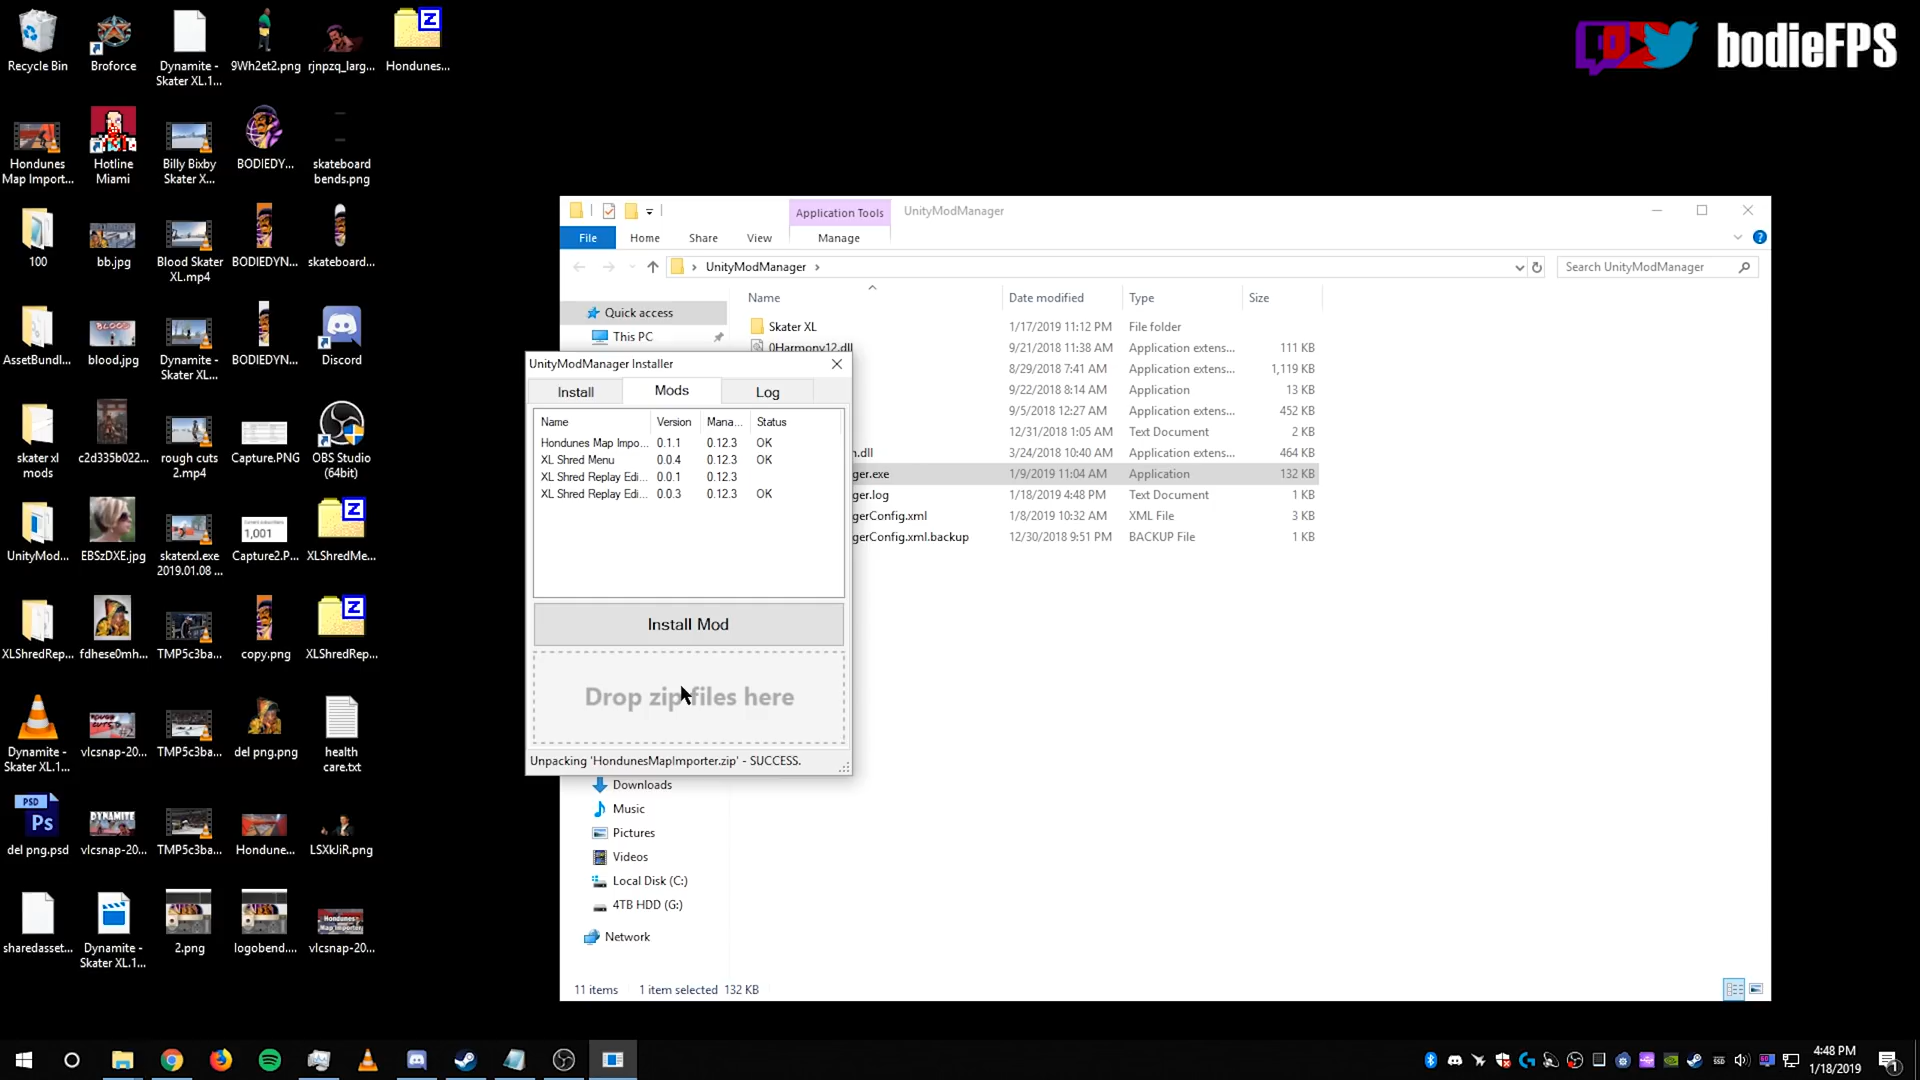 Recycle Bin
Broforce
Dynamite -
Skater XL.1...
9Wh2et2.png
rjnpzq_larg...
Hondunes...
bodieFPS
Hondunes
Map Import...
Hotline
Miami
Billy Bixby
Skater X...
BODIEDY...
skateboard
bends.png
100
bb.jpg
Blood Skater
XL.mp4
BODIEDYN...
skateboard...
AssetBundl...
blood.jpg
Dynamite -
Skater XL...
BODIEDYN...
Discord
skater xl
mods
c2d335b022...
rough cuts
2.mp4
Capture.PNG
OBS Studio
(64bit)
UnityMod...
EBSzDXE.jpg
skaterxl.exe
2019.01.08 ...
1,001
Capture2.P...
XLShredMe...
XLShredRep...
fdhese0mh...
TMP5c3ba...
copy.png
XLShredRep...
Dynamite -
Skater XL.1...
vlcsnap-20...
TMP5c3ba...
del png.png
health
care.txt
PSD
Ps
del png.psd
DYNAMITE
vlcsnap-20...
TMP5c3ba...
Hondune...
LSXkJiR.png
sharedasset...
Dynamite -
Skater XL.1...
2.png
logobend....
Hondunes
Map Importer
vlcsnap-20...
Application Tools
UnityModManager
File
Home
Share
View
Manage
UnityModManager
Search UnityModManager
Name
Date modified
Type
Size
Quick access
This PC
Skater XL
1/17/2019 11:12 PM
File folder
0Harmony12.dll
9/21/2018 11:38 AM
Application extens...
111 KB
8/29/2018 7:41 AM
Application extens...
1,119 KB
9/22/2018 8:14 AM
Application
13 KB
9/5/2018 12:27 AM
Application extens...
452 KB
12/31/2018 1:05 AM
Text Document
2 KB
n.dll
3/24/2018 10:40 AM
Application extens...
464 KB
ger.exe
1/9/2019 11:04 AM
Application
132 KB
ger.log
1/18/2019 4:48 PM
Text Document
1 KB
gerConfig.xml
1/8/2019 10:32 AM
XML File
3 KB
gerConfig.xml.backup
12/30/2018 9:51 PM
BACKUP File
1 KB
UnityModManager Installer
Install
Mods
Log
Name
Version
Mana...
Status
Hondunes Map Impo...
0.1.1
0.12.3
OK
XL Shred Menu
0.0.4
0.12.3
OK
XL Shred Replay Edi...
0.0.1
0.12.3
XL Shred Replay Edi...
0.0.3
0.12.3
OK
Install Mod
Drop zip files here
Unpacking 'HondunesMapImporter.zip' - SUCCESS.
Downloads
Music
Pictures
Videos
Local Disk (C:)
4TB HDD (G:)
Network
11 items
1 item selected 132 KB
4:48 PM
1/18/2019